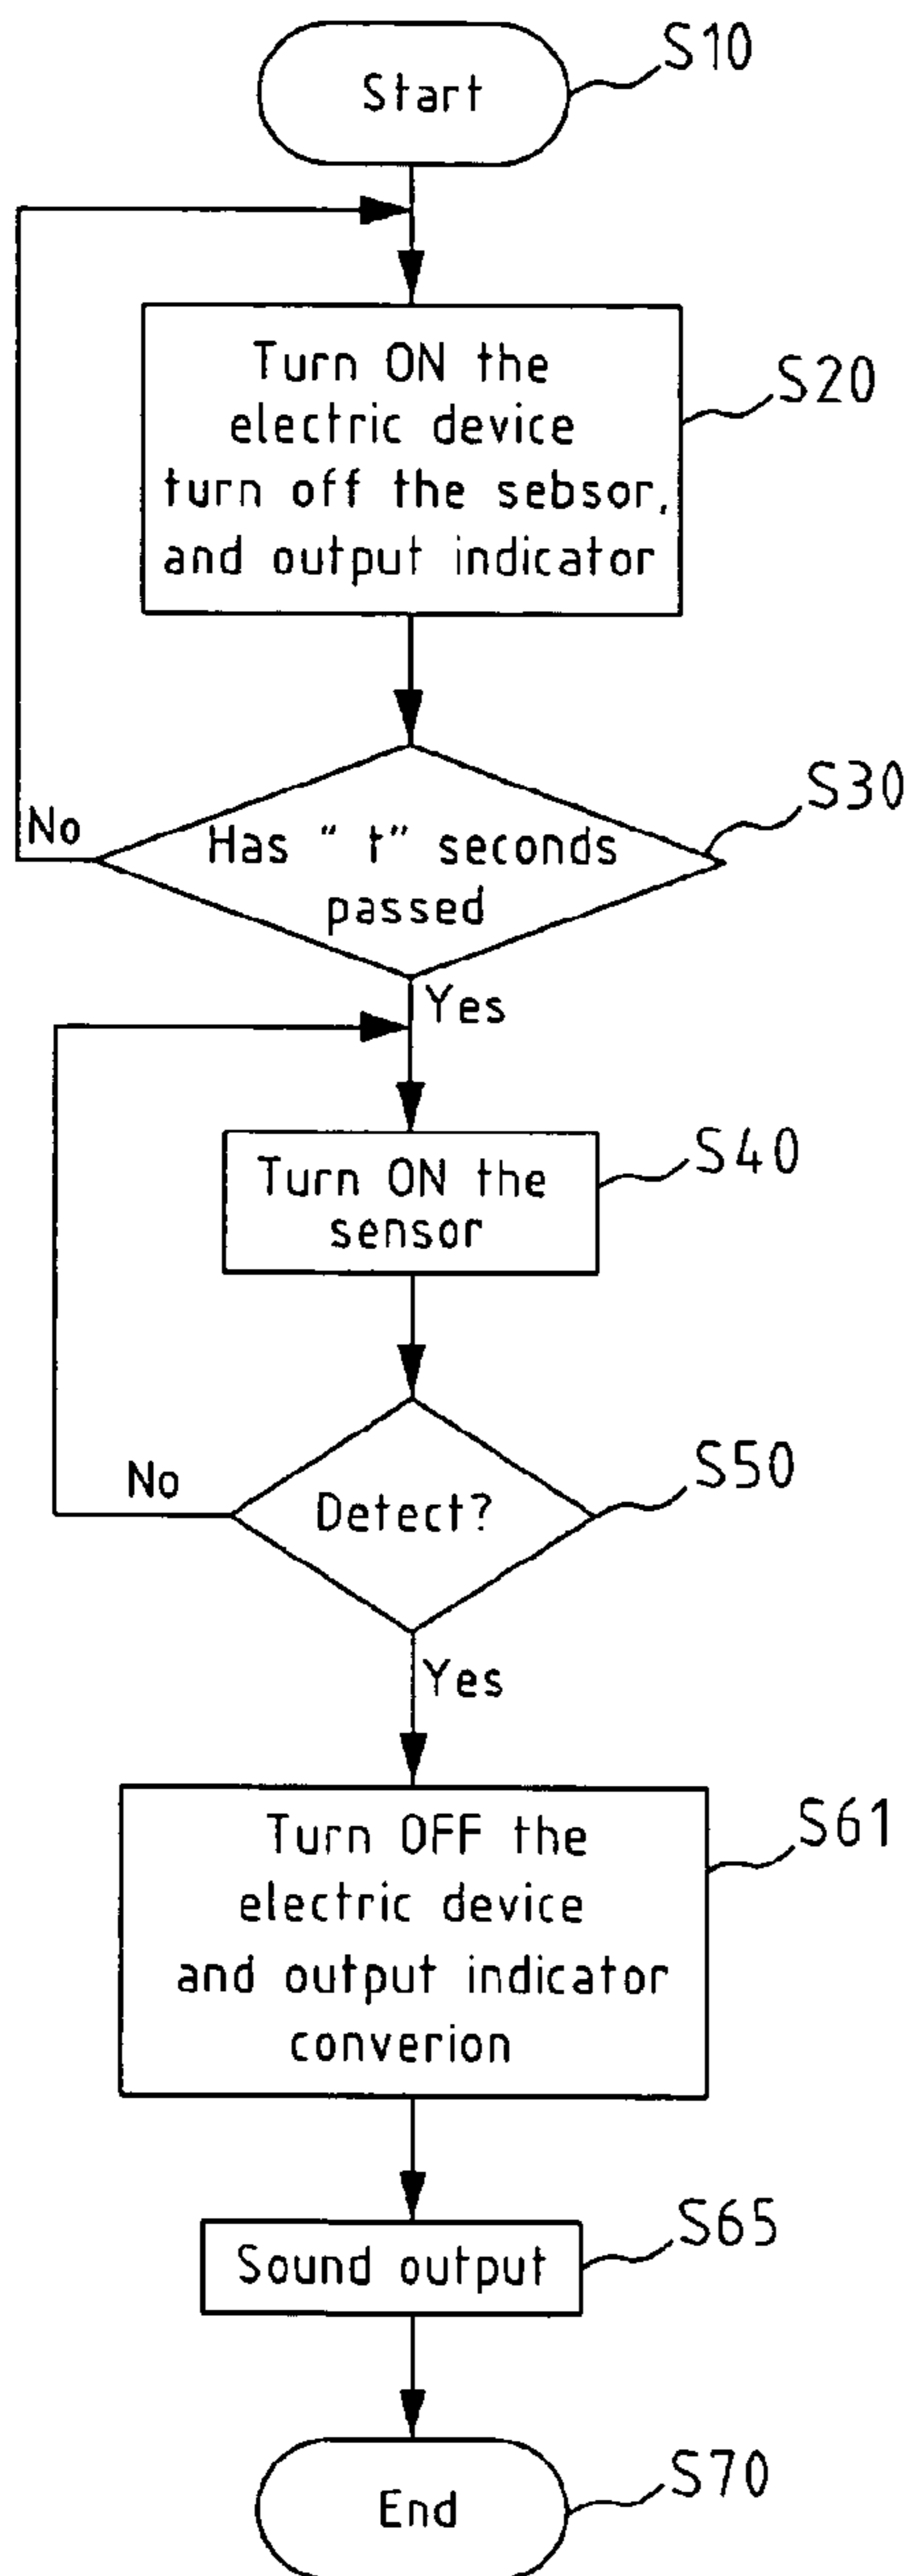 S10
Start
Turn ON the
electric device
turn off the sebsor,
and output indicator
S20
S30
No
Has " t" seconds
passed
Yes
S40
Turn ON the
sensor
S50
No
Detect?
Yes
S61
Turn OFF the
electric device
and output indicator
converion
S65
Sound output
S70
End